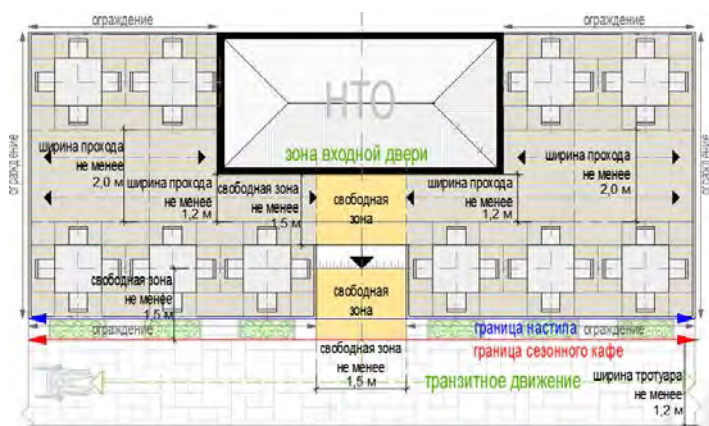 ограждение
ограждение
ограждение
НТО
ограждение
зона входной двери
ширина прохода
не менее
2,0 м
ширина прохода
не менее
1,2 м
свободная зона
не менее
1,5 м
свободная
зона
ширина прохода
не менее
1,2 м
ширина прохода
не менее
2,0 м
свободная зона
не менее
1,5 м
свободная
зона
ограждение
граница настила
ограждение
граница сезонного кафе
свободная зона
не менее
1,5 м
транзитное движение
ширина тротуара
не менее
1,2 м